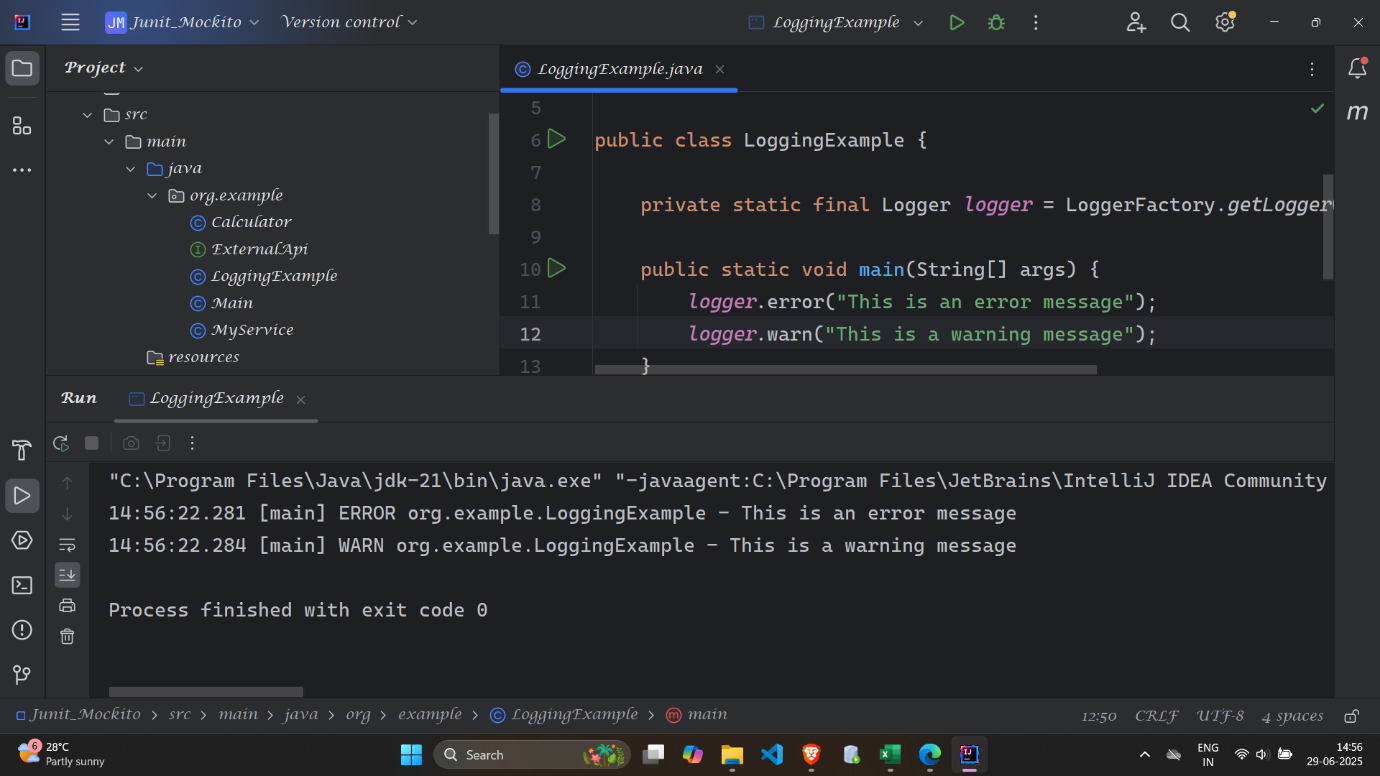 JM Junit_Mockito Version control LoggingExample
Project
LoggingExample.java
src
main
java
org.example
Calculator
ExternalApi
LoggingExample
Main
MyService
resources
5
6 public class LoggingExample {
7
8 private static final Logger logger = LoggerFactory.getLogger
9
10 public static void main(String[] args) {
11 logger.error("This is an error message");
12 logger.warn("This is a warning message");
13 }
m
Run LoggingExample
"C:\Program Files\Java\jdk-21\bin\java.exe" "-javaagent:C:\Program Files\JetBrains\IntelliJ IDEA Community
14:56:22.281 [main] ERROR org.example.LoggingExample - This is an error message
14:56:22.284 [main] WARN org.example.LoggingExample - This is a warning message
Process finished with exit code 0
Junit_Mockito > src > main > java > org > example > LoggingExample > main 12:50 CRLF UTF-8 4 spaces
6 28°C
Partly sunny
Search
ENG
IN
14:56
29-06-2025